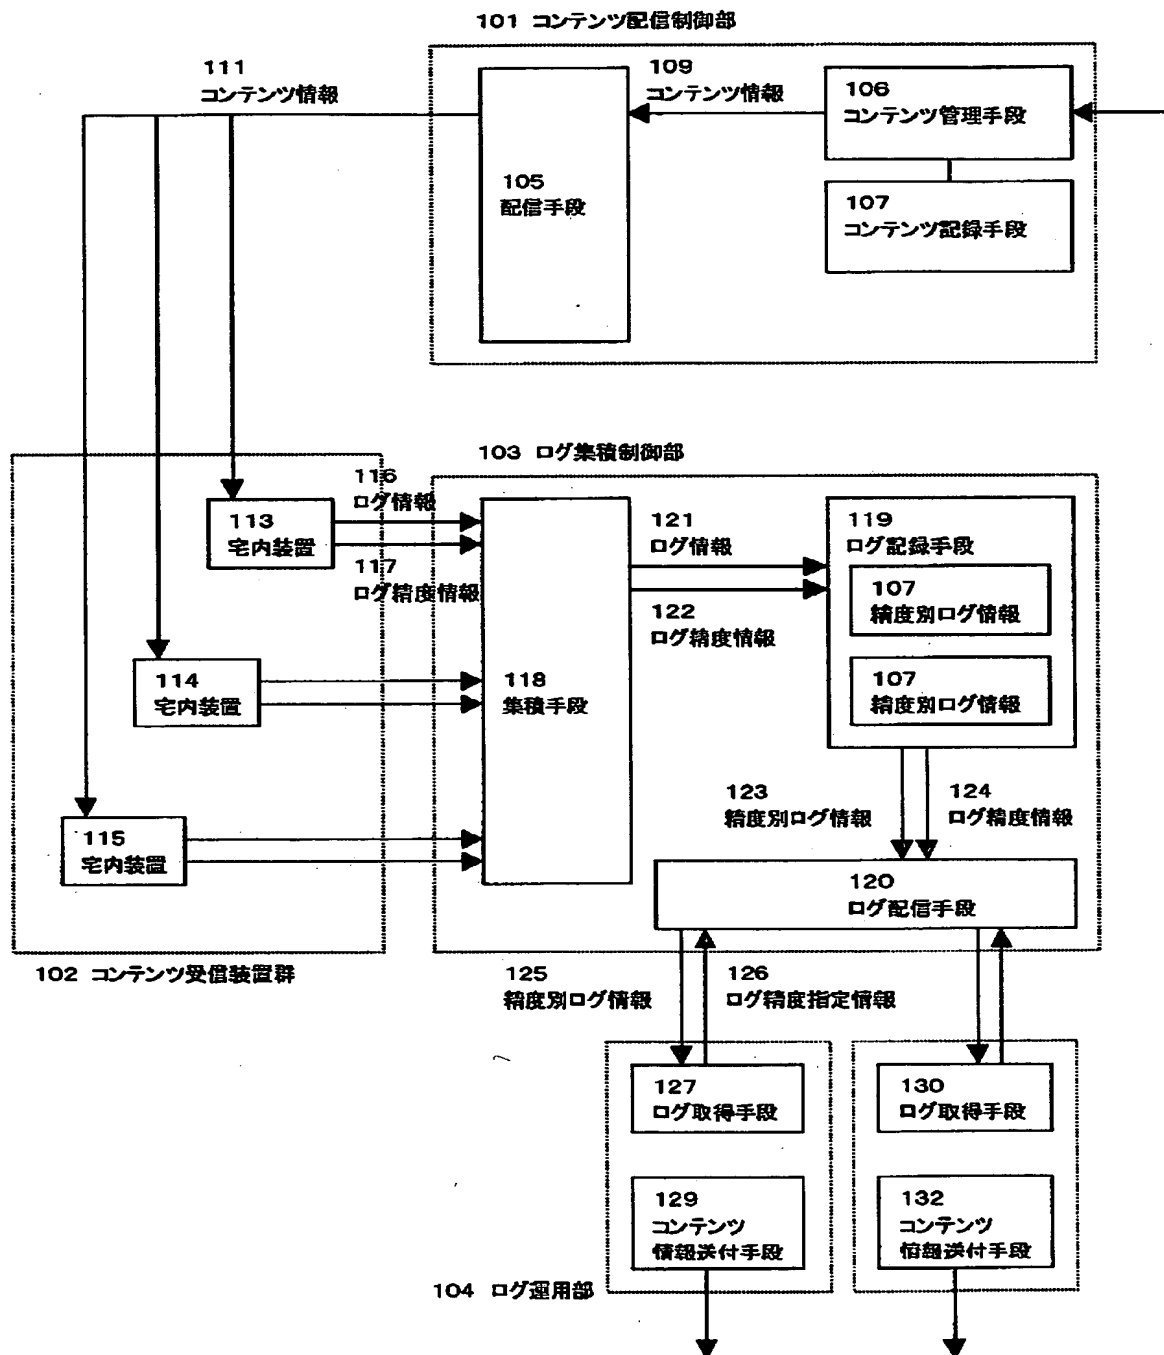 101 コンテンツ配信制御部
111
コンテンツ情報
109
コンテンツ情報
106
コンテンツ管理手段
105
配信手段
107
コンテンツ記録手段
103 ログ集積制御部
116
ログ情報
113
宅内装置
117
ログ精度情報
121
ログ情報
119
ログ記録手段
107
精度別ログ情報
122
ログ精度情報
107
精度別ログ情報
114
宅内装置
118
集積手段
123
精度別ログ情報
124
ログ精度情報
115
宅内装置
120
ログ配信手段
102 コンテンツ受信装置群
125
精度別ログ情報
126
ログ精度指定情報
127
ログ取得手段
130
ログ取得手段
129
コンテンツ
情報送付手段
132
コンテンツ
情報送付手段
104 ログ運用部